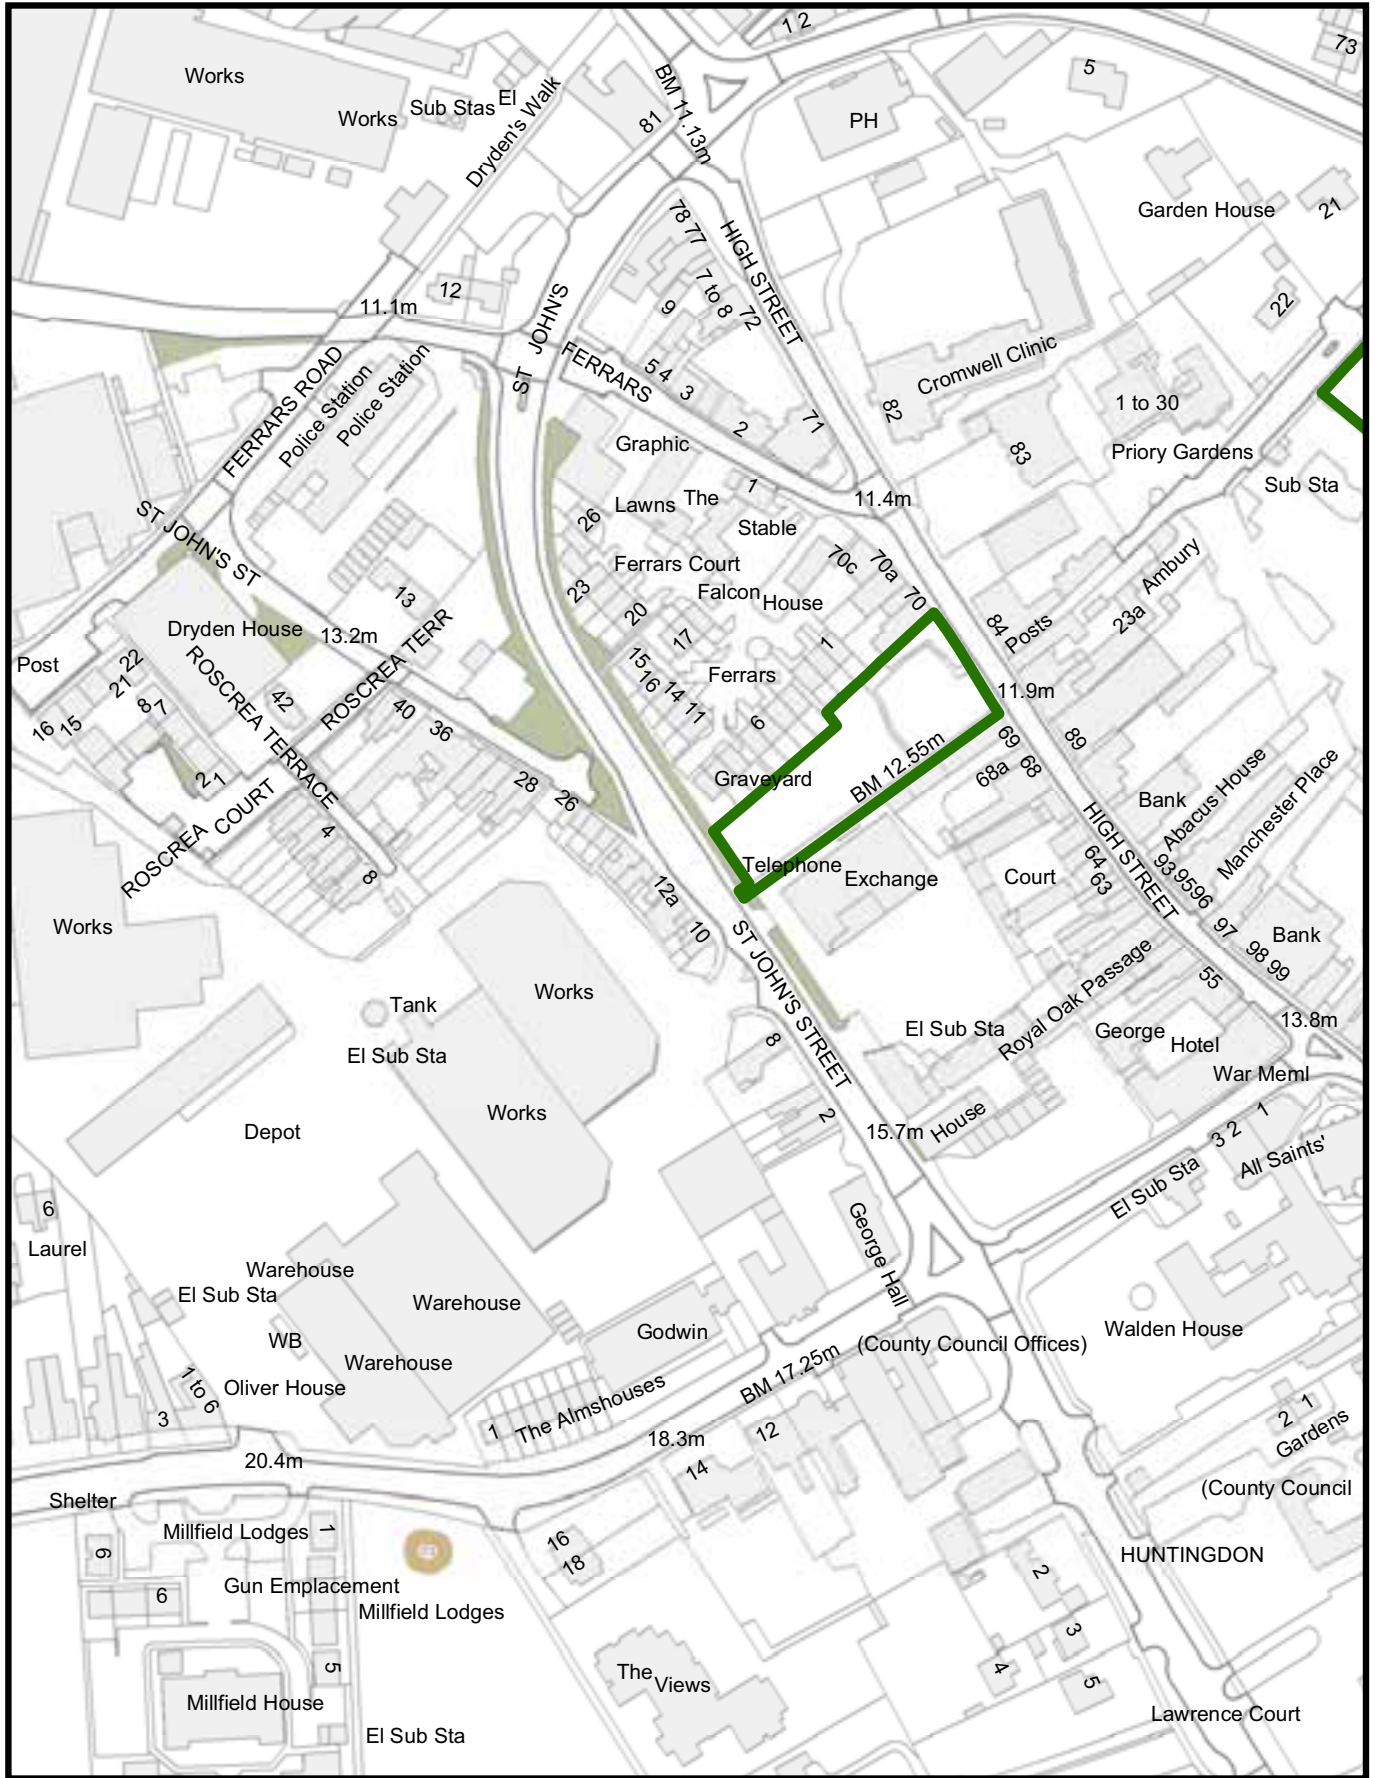 1 2
73
Works
5
BM 11.13m
Works
Sub Stas
El
PH
81
Dryden's Walk
Garden House
21
78
77
HIGH STREET
12
11.1m
7 to 8
9
72
22
ST JOHN'S
FERRARS
5
4
3
Cromwell Clinic
FERRARS ROAD
Police Station
Police Station
82
1 to 30
2
71
Graphic
83
Priory Gardens
Sub Sta
1
11.4m
Lawns
The
ST JOHN'S ST
26
Stable
Ferrars Court
70c
70a
Ambury
23
Falcon
House
70
13
20
23a
Dryden House
13.2m
84
Posts
17
1
ROSCREA TERR
Post
22
15
16
21
Ferrars
11.9m
14
8
7
42
11
ROSCREA TERRACE
40
36
6
16
15
69
89
68
BM 12.55m
68a
Graveyard
2
1
28
26
Bank
Abacus House
Manchester Place
ROSCREA COURT
4
HIGH STREET
8
Telephone
Exchange
Court
64
63
93
95
96
12a
Works
10
97
Bank
98
99
ST JOHN'S STREET
Royal Oak Passage
55
Works
Tank
13.8m
El Sub Sta
George
Hotel
8
El Sub Sta
War Meml
Works
2
Depot
15.7m
House
1
3 2
All Saints'
El Sub Sta
6
Laurel
George Hall
Warehouse
El Sub Sta
Warehouse
Godwin
Walden House
WB
(County Council Offices)
Warehouse
BM 17.25m
Oliver House
1 to 6
The Almshouses
3
1
2
1
Gardens
12
18.3m
20.4m
14
(County Council
Shelter
Millfield Lodges
1
6
16
18
HUNTINGDON
2
Gun Emplacement
6
Millfield Lodges
3
5
The
Views
4
5
Millfield House
Lawrence Court
El Sub Sta